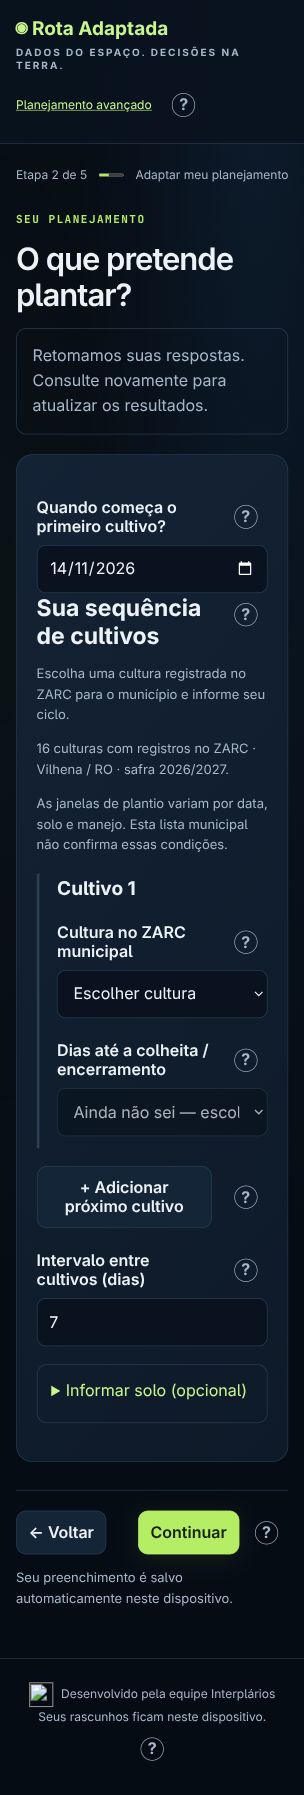 Rota Adaptada
DADOS DO ESPAÇO. DECISÕES NA
TERRA.
Planejamento avançado ?
Etapa 2 de 5 Adaptar meu planejamento
SEU PLANEJAMENTO
O que pretende
plantar?
Retomamos suas respostas.
Consulte novamente para
atualizar os resultados.
Quando começa o
primeiro cultivo?
?
14/11/2026
Sua sequência
de cultivos
?
Escolha uma cultura registrada no
ZARC para o município e informe seu
ciclo.
16 culturas com registros no ZARC ·
Vilhena / RO · safra 2026/2027.
As janelas de plantio variam por data,
solo e manejo. Esta lista municipal
não confirma essas condições.
Cultivo 1
Cultura no ZARC
municipal
?
Escolher cultura
Dias até a colheita /
encerramento
?
Ainda não sei — escol
+ Adicionar
próximo cultivo
?
Intervalo entre
cultivos (dias)
?
7
▶ Informar solo (opcional)
← Voltar Continuar ?
Seu preenchimento é salvo
automaticamente neste dispositivo.
Desenvolvido pela equipe Interplários
Seus rascunhos ficam neste dispositivo.
?